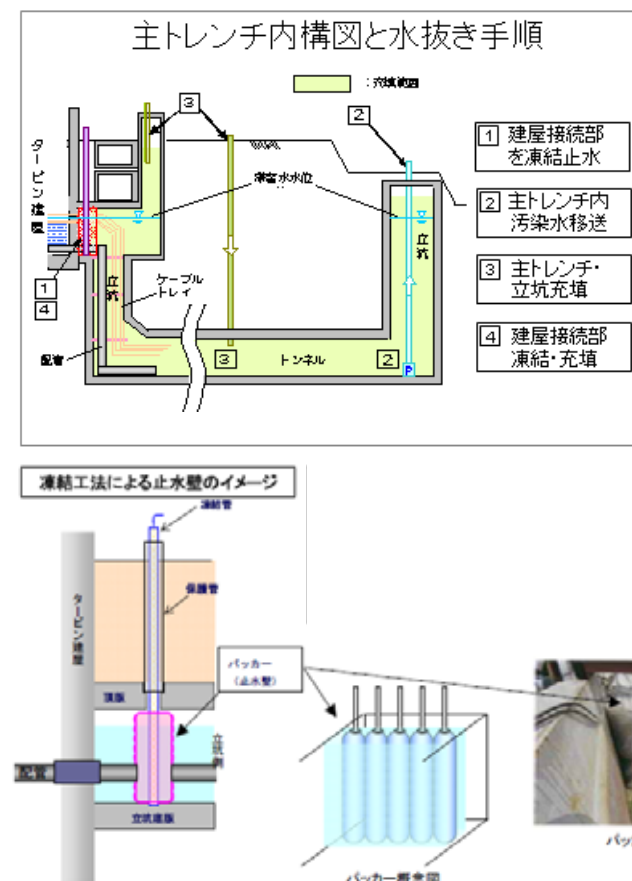 主トレンチ内構図と水抜き手順
:充填範囲
3
2
タービン建屋
滞留水水位
立坑
立坑
ケーブル
トレイ
1
4
配管
3
トンネル
2
P
1 建屋接続部
を凍結止水
2 主トレンチ内
汚染水移送
3 主トレンチ・
立坑充填
4 建屋接続部
凍結・充填
凍結工法による止水壁のイメージ
凍結管
タービン建屋
保護管
パッカー
(止水壁)
頂版
立坑側
配管
立坑底版
パッカー概念図
パッ